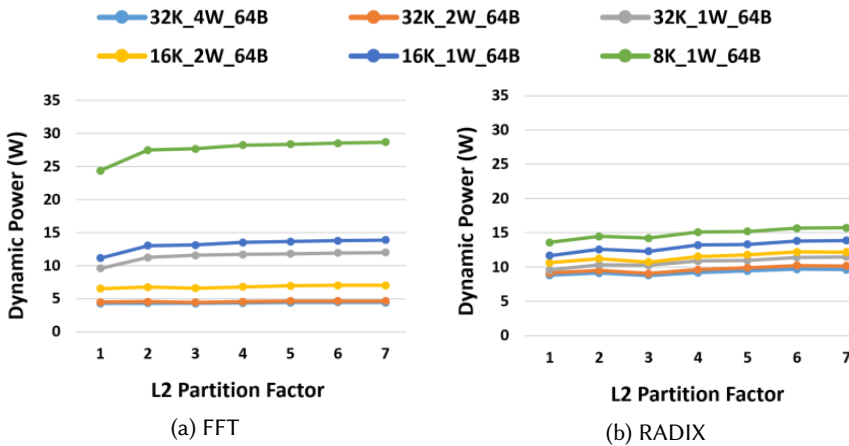 32K_4W_64B 32K_2W_64B 32K_1W_64B
16K_2W_64B 16K_1W_64B 8K_1W_64B
Dynamic Power (W)
35
30
25
20
15
10
5
0
1 2 3 4 5 6 7
L2 Partition Factor
(a) FFT
Dynamic Power (W)
35
30
25
20
15
10
5
0
1 2 3 4 5 6 7
L2 Partition Factor
(b) RADIX